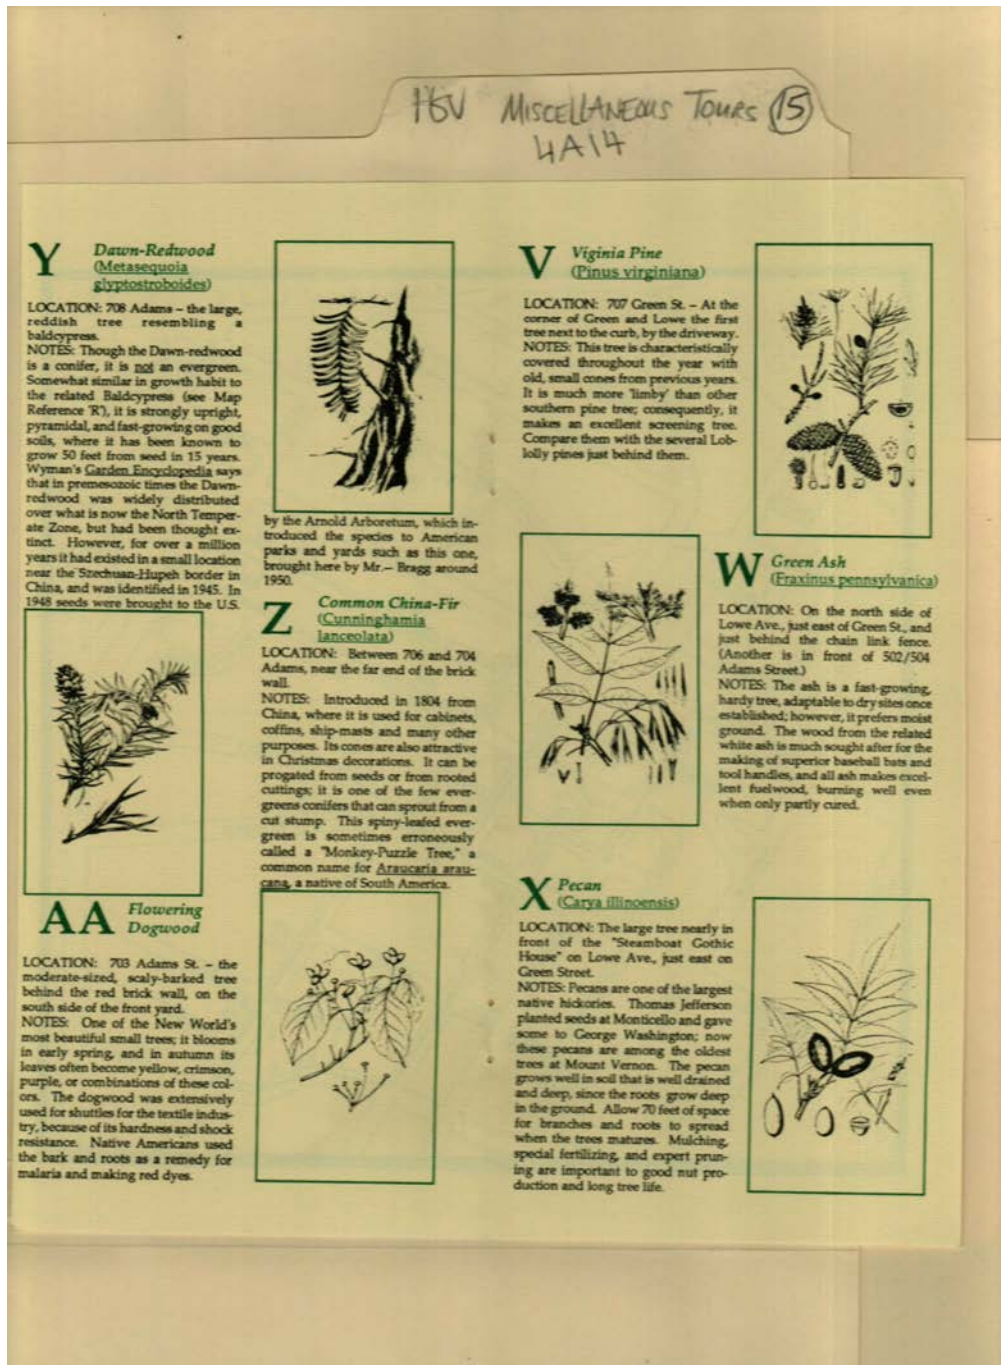 HSV MISCELLANEOUS TOURS 15
4A14
Y Dawn-Redwood
(Metasequoia
glyptostroboides)
LOCATION: 708 Adams – the large,
reddish tree resembling a
baldcypress.
NOTES: Though the Dawn-redwood
is a conifer, it is not an evergreen.
Somewhat similar in growth habit to
the related Baldcypress (see Map
Reference 'R'), it is strongly upright,
pyramidal, and fast-growing on good
soils, where it has been known to
grow 50 feet from seed in 15 years.
Wyman's Garden Encyclopedia says
that in premesozoic times the Dawn-
redwood was widely distributed
over what is now the North Temper-
ate Zone, but had been thought ex-
tinct. However, for over a million
years it had existed in a small location
near the Szechuan-Hupeh border in
China, and was identified in 1945. In
1948 seeds were brought to the U.S.
by the Arnold Arboretum, which in-
troduced the species to American
parks and yards such as this one,
brought here by Mr.– Bragg around
1950.
Z Common China-Fir
(Cunninghamia
lanceolata)
LOCATION: Between 706 and 704
Adams, near the far end of the brick
wall.
NOTES: Introduced in 1804 from
China, where it is used for cabinets,
coffins, ship-masts and many other
purposes. Its cones are also attractive
in Christmas decorations. It can be
progated from seeds or from rooted
cuttings; it is one of the few ever-
greens conifers that can sprout from a
cut stump. This spiny-leafed ever-
green is sometimes erroneously
called a "Monkey-Puzzle Tree," a
common name for Araucaria arau-
cana, a native of South America.
AA Flowering
Dogwood
LOCATION: 703 Adams St. – the
moderate-sized, scaly-barked tree
behind the red brick wall, on the
south side of the front yard.
NOTES: One of the New World's
most beautiful small trees; it blooms
in early spring, and in autumn its
leaves often become yellow, crimson,
purple, or combinations of these col-
ors. The dogwood was extensively
used for shuttles for the textile indus-
try, because of its hardness and shock
resistance. Native Americans used
the bark and roots as a remedy for
malaria and making red dyes.
V Viginia Pine
(Pinus virginiana)
LOCATION: 707 Green St. – At the
corner of Green and Lowe the first
tree next to the curb, by the driveway.
NOTES: This tree is characteristically
covered throughout the year with
old, small cones from previous years.
It is much more 'limby' than other
southern pine tree; consequently, it
makes an excellent screening tree.
Compare them with the several Lob-
lolly pines just behind them.
W Green Ash
(Fraxinus pennsylvanica)
LOCATION: On the north side of
Lowe Ave., just east of Green St., and
just behind the chain link fence.
(Another is in front of 502/504
Adams Street.)
NOTES: The ash is a fast-growing,
hardy tree, adaptable to dry sites once
established; however, it prefers moist
ground. The wood from the related
white ash is much sought after for the
making of superior baseball bats and
tool handles, and all ash makes excel-
lent fuelwood, burning well even
when only partly cured.
X Pecan
(Carya illinoensis)
LOCATION: The large tree nearly in
front of the "Steamboat Gothic
House" on Lowe Ave., just east on
Green Street.
NOTES: Pecans are one of the largest
native hickories. Thomas Jefferson
planted seeds at Monticello and gave
some to George Washington; now
these pecans are among the oldest
trees at Mount Vernon. The pecan
grows well in soil that is well drained
and deep, since the roots grow deep
in the ground. Allow 70 feet of space
for branches and roots to spread
when the trees matures. Mulching,
special fertilizing, and expert prun-
ing are important to good nut pro-
duction and long tree life.